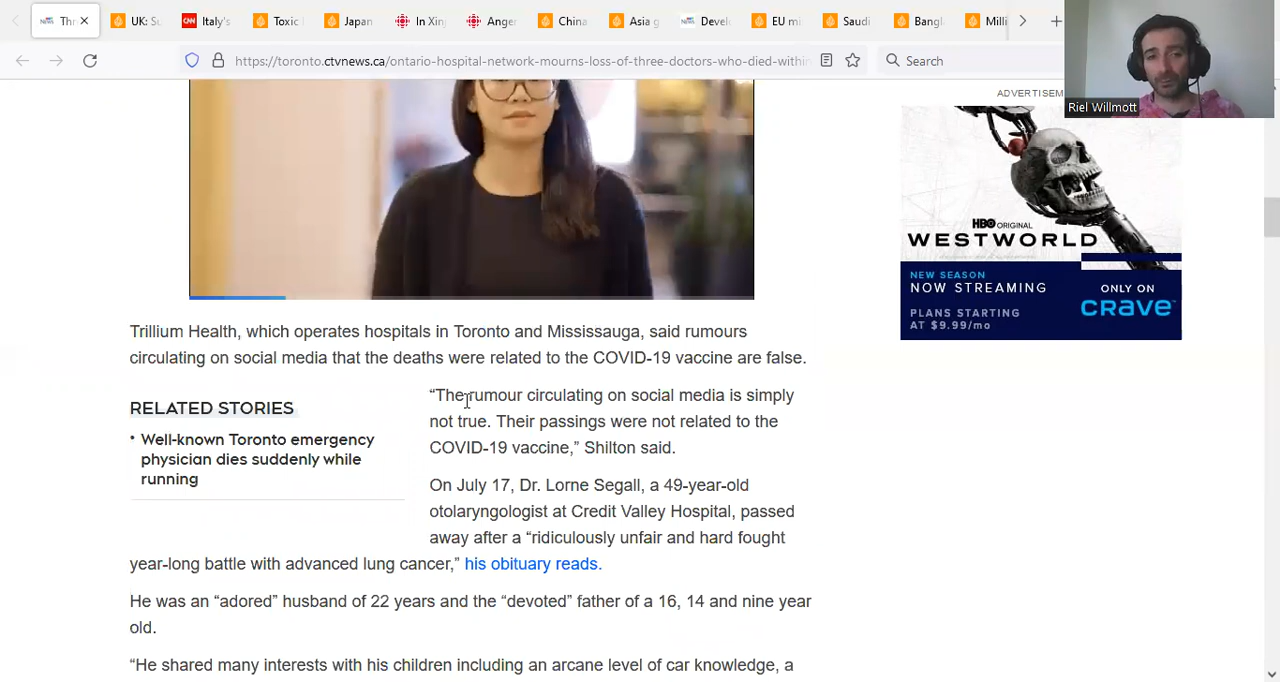 Thr
UK: Su
CNN
Italy's
Toxic
Japan
In Xing
Anger
China
Asia g
Devel
EU mi
Saudi
Bangl
Milli
https://toronto.ctvnews.ca/ontario-hospital-network-mourns-loss-of-three-doctors-who-died-within
Search
Riel Willmott
ADVERTISEM
HBO ORIGINAL
WESTWORLD
NEW SEASON
NOW STREAMING
PLANS STARTING
AT $9.99/mo
ONLY ON
CRAVE
Trillium Health, which operates hospitals in Toronto and Mississauga, said rumours
circulating on social media that the deaths were related to the COVID-19 vaccine are false.
RELATED STORIES
• Well-known Toronto emergency
physician dies suddenly while
running
“The rumour circulating on social media is simply
not true. Their passings were not related to the
COVID-19 vaccine,” Shilton said.
On July 17, Dr. Lorne Segall, a 49-year-old
otolaryngologist at Credit Valley Hospital, passed
away after a “ridiculously unfair and hard fought
year-long battle with advanced lung cancer,” his obituary reads.
He was an “adored” husband of 22 years and the “devoted” father of a 16, 14 and nine year
old.
“He shared many interests with his children including an arcane level of car knowledge, a